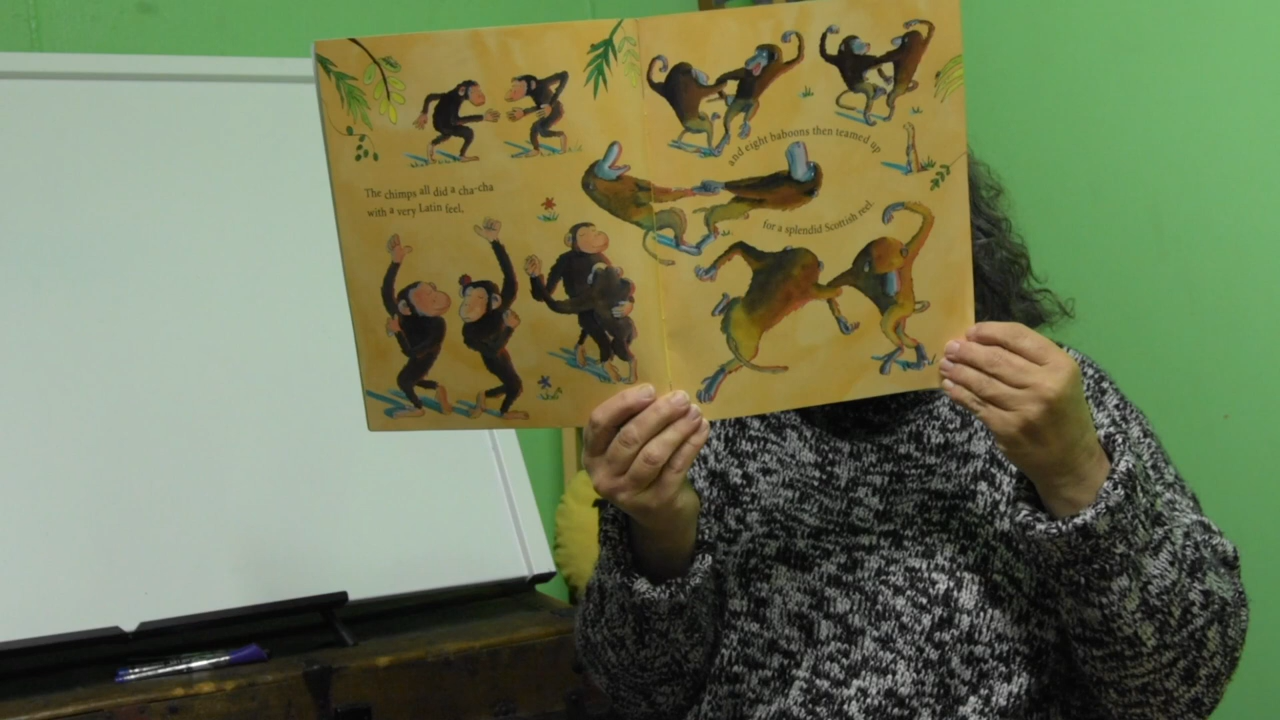 The chimps all did a cha-cha
with a very Latin feel,
and eight baboons then teamed up
for a splendid Scottish reel.